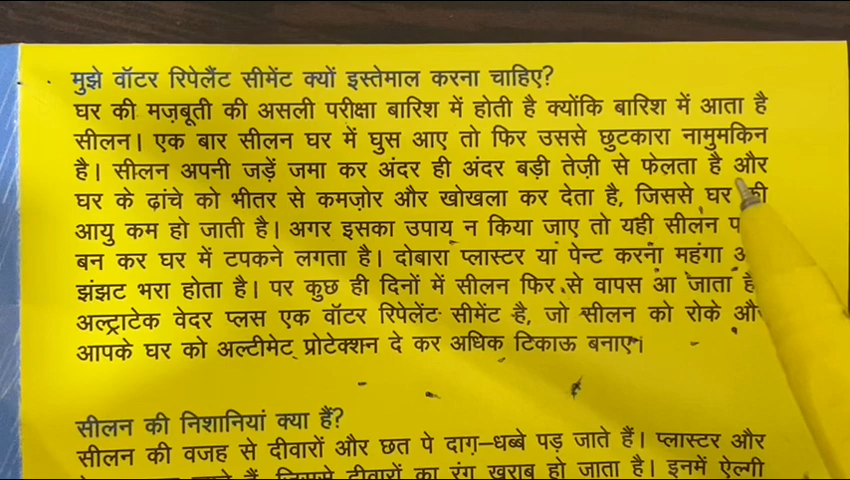 मुझे वॉटर रिपेलैंट सीमेंट क्यों इस्तेमाल करना चाहिए?
घर की मज़बूती की असली परीक्षा बारिश में होती है क्योंकि बारिश में आता है
सीलन। एक बार सीलन घर में घुस आए तो फिर उससे छुटकारा नामुमकिन
है। सीलन अपनी जड़ें जमा कर अंदर ही अंदर बड़ी तेज़ी से फेलता है और
घर के ढ़ांचे को भीतर से कमज़ोर और खोखला कर देता है, जिससे घर
आयु कम हो जाती है। अगर इसका उपाय न किया जाए तो यही सीलन
बन कर घर में टपकने लगता है। दोबारा प्लास्टर या पेन्ट करना महंगा
झंझट भरा होता है। पर कुछ ही दिनों में सीलन फिर से वापस आ जाता
अल्ट्राटेक वेदर प्लस एक वॉटर रिपेलेंट सीमेंट है, जो सीलन को रोके
आपके घर को अल्टीमेट प्रोटेक्शन दे कर अधिक टिकाऊ बनाए।
सीलन की निशानियां क्या हैं?
सीलन की वजह से दीवारों और छत पे दाग़–धब्बे पड़ जाते हैं। प्लास्टर और
हैं, जिससे दीवारों का रंग खराब हो जाता है। इनमें ऐल्गी